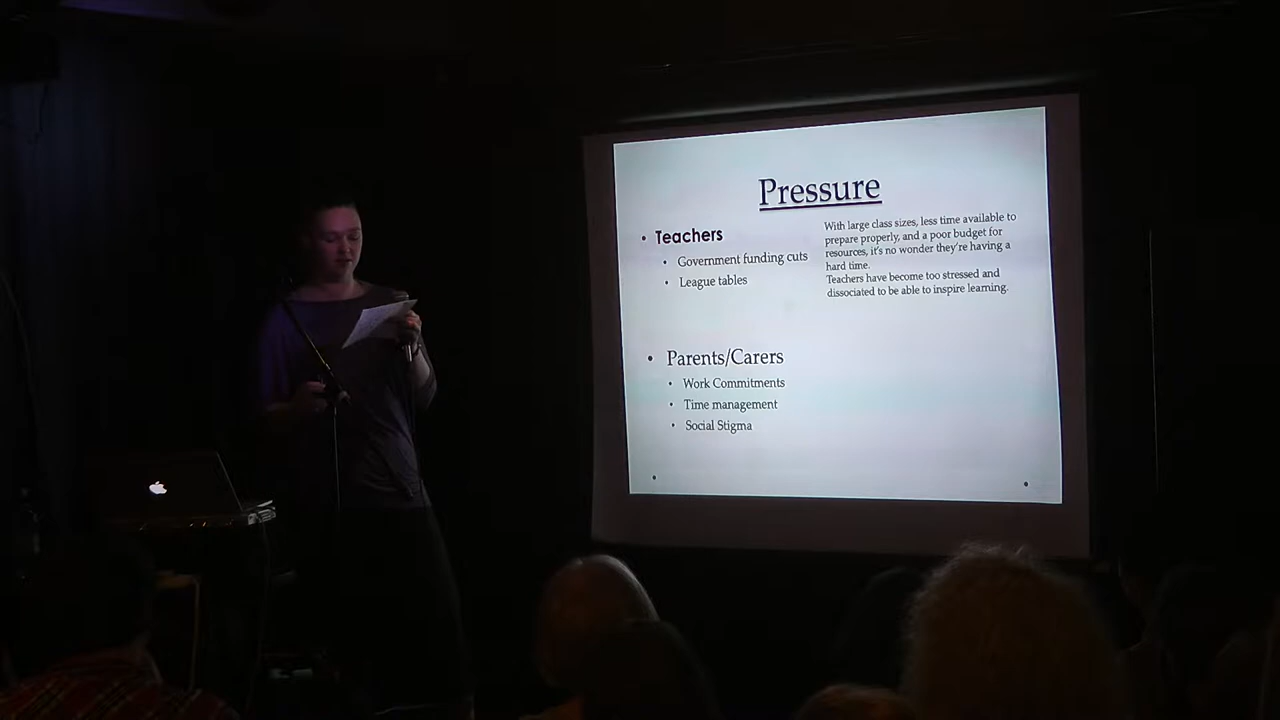 Pressure
• Teachers
• Government funding cuts
• League tables
With large class sizes, less time available to
prepare properly, and a poor budget for
resources, it's no wonder they're having a
hard time.
Teachers have become too stressed and
dissociated to be able to inspire learning.
• Parents/Carers
• Work Commitments
• Time management
• Social Stigma